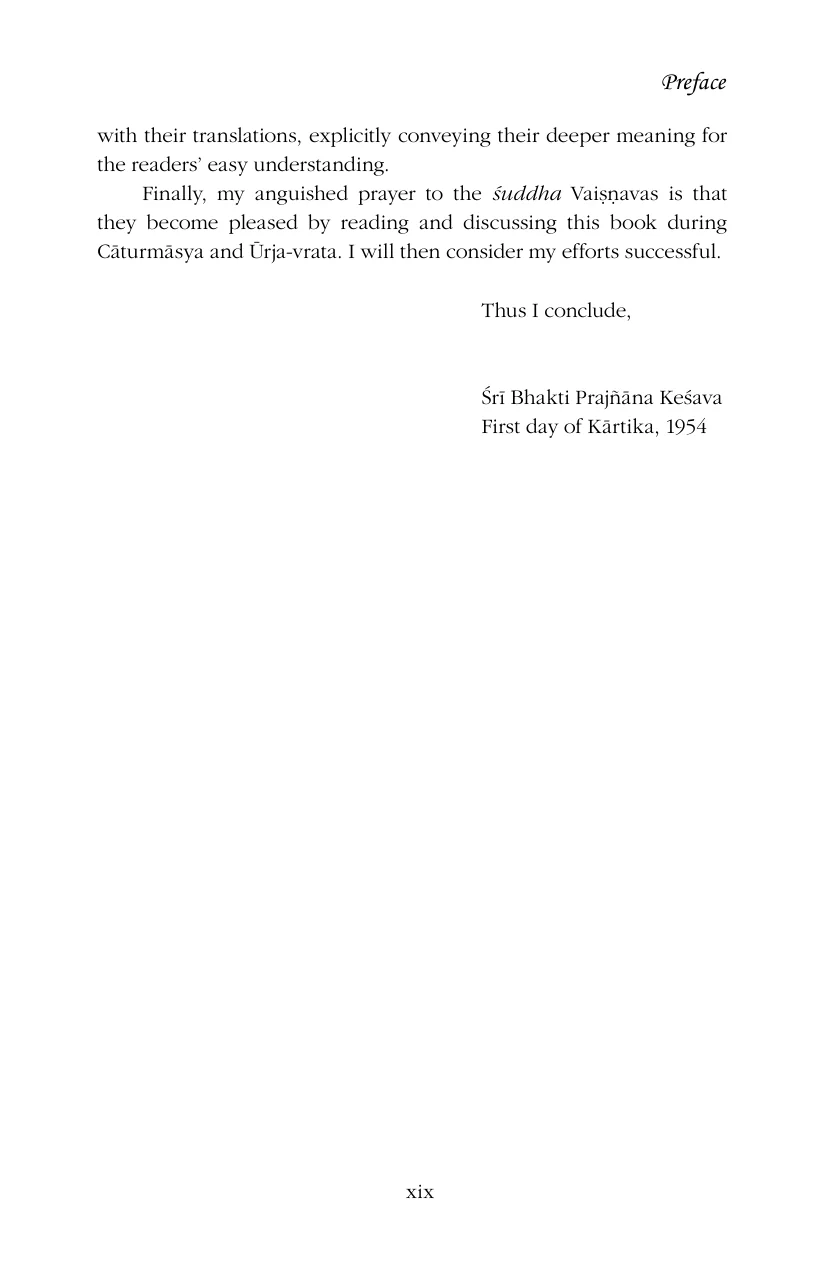 Preface
with their translations, explicitly conveying their deeper meaning for
the readers’ easy understanding.
Finally, my anguished prayer to the śuddha Vaiṣṇavas is that
they become pleased by reading and discussing this book during
Cāturmāsya and Ūrja-vrata. I will then consider my efforts successful.
Thus I conclude,
Śrī Bhakti Prajñāna Keśava
First day of Kārtika, 1954
xix